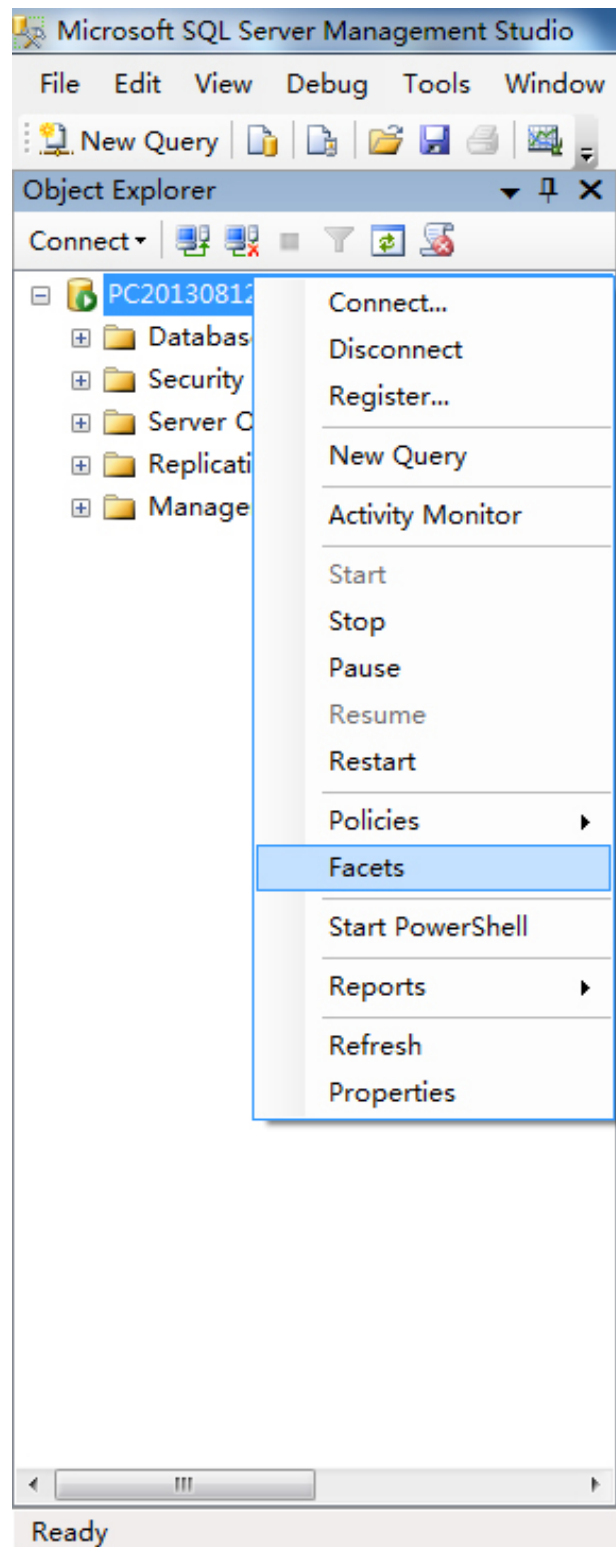 Microsoft SQL Server Management Studio
File Edit View Debug Tools Window
New Query
Object Explorer
Connect
PC20130812
Databas
Security
Server O
Replicati
Manage
Connect...
Disconnect
Register...
New Query
Activity Monitor
Start
Stop
Pause
Resume
Restart
Policies
Facets
Start PowerShell
Reports
Refresh
Properties
Ready